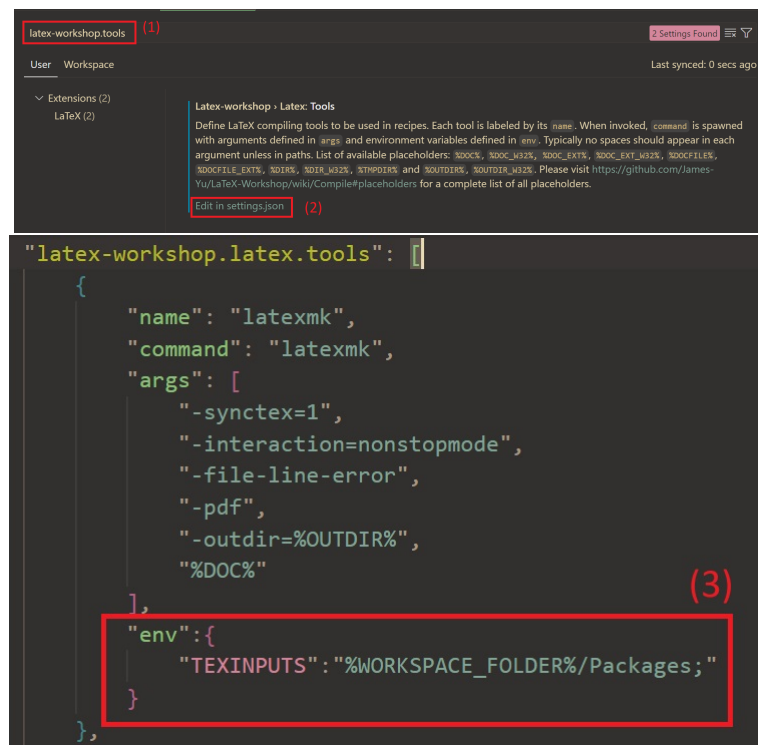 latex-workshop.tools (1)
2 Settings Found
User Workspace
Last synced: 0 secs ago
Extensions (2)
LaTeX (2)
Latex-workshop › Latex: Tools
Define LaTeX compiling tools to be used in recipes. Each tool is labeled by its name. When invoked, command is spawned
with arguments defined in args and environment variables defined in env. Typically no spaces should appear in each
argument unless in paths. List of available placeholders: %DOC%, %DOC_W32%, %DOC_EXT%, %DOC_EXT_W32%, %DOCFILE%,
%DOCFILE_EXT%, %DIR%, %DIR_W32%, %TMPDIR% and %OUTDIR%, %OUTDIR_W32%. Please visit https://github.com/James-
Yu/LaTeX-Workshop/wiki/Compile#placeholders for a complete list of all placeholders.
Edit in settings.json (2)
"latex-workshop.latex.tools": [
{
"name": "latexmk",
"command": "latexmk",
"args": [
"-synctex=1",
"-interaction=nonstopmode",
"-file-line-error",
"-pdf",
"-outdir=%OUTDIR%",
"%DOC%"
],
(3)
"env":{
"TEXINPUTS":"%WORKSPACE_FOLDER%/Packages;"
}
},